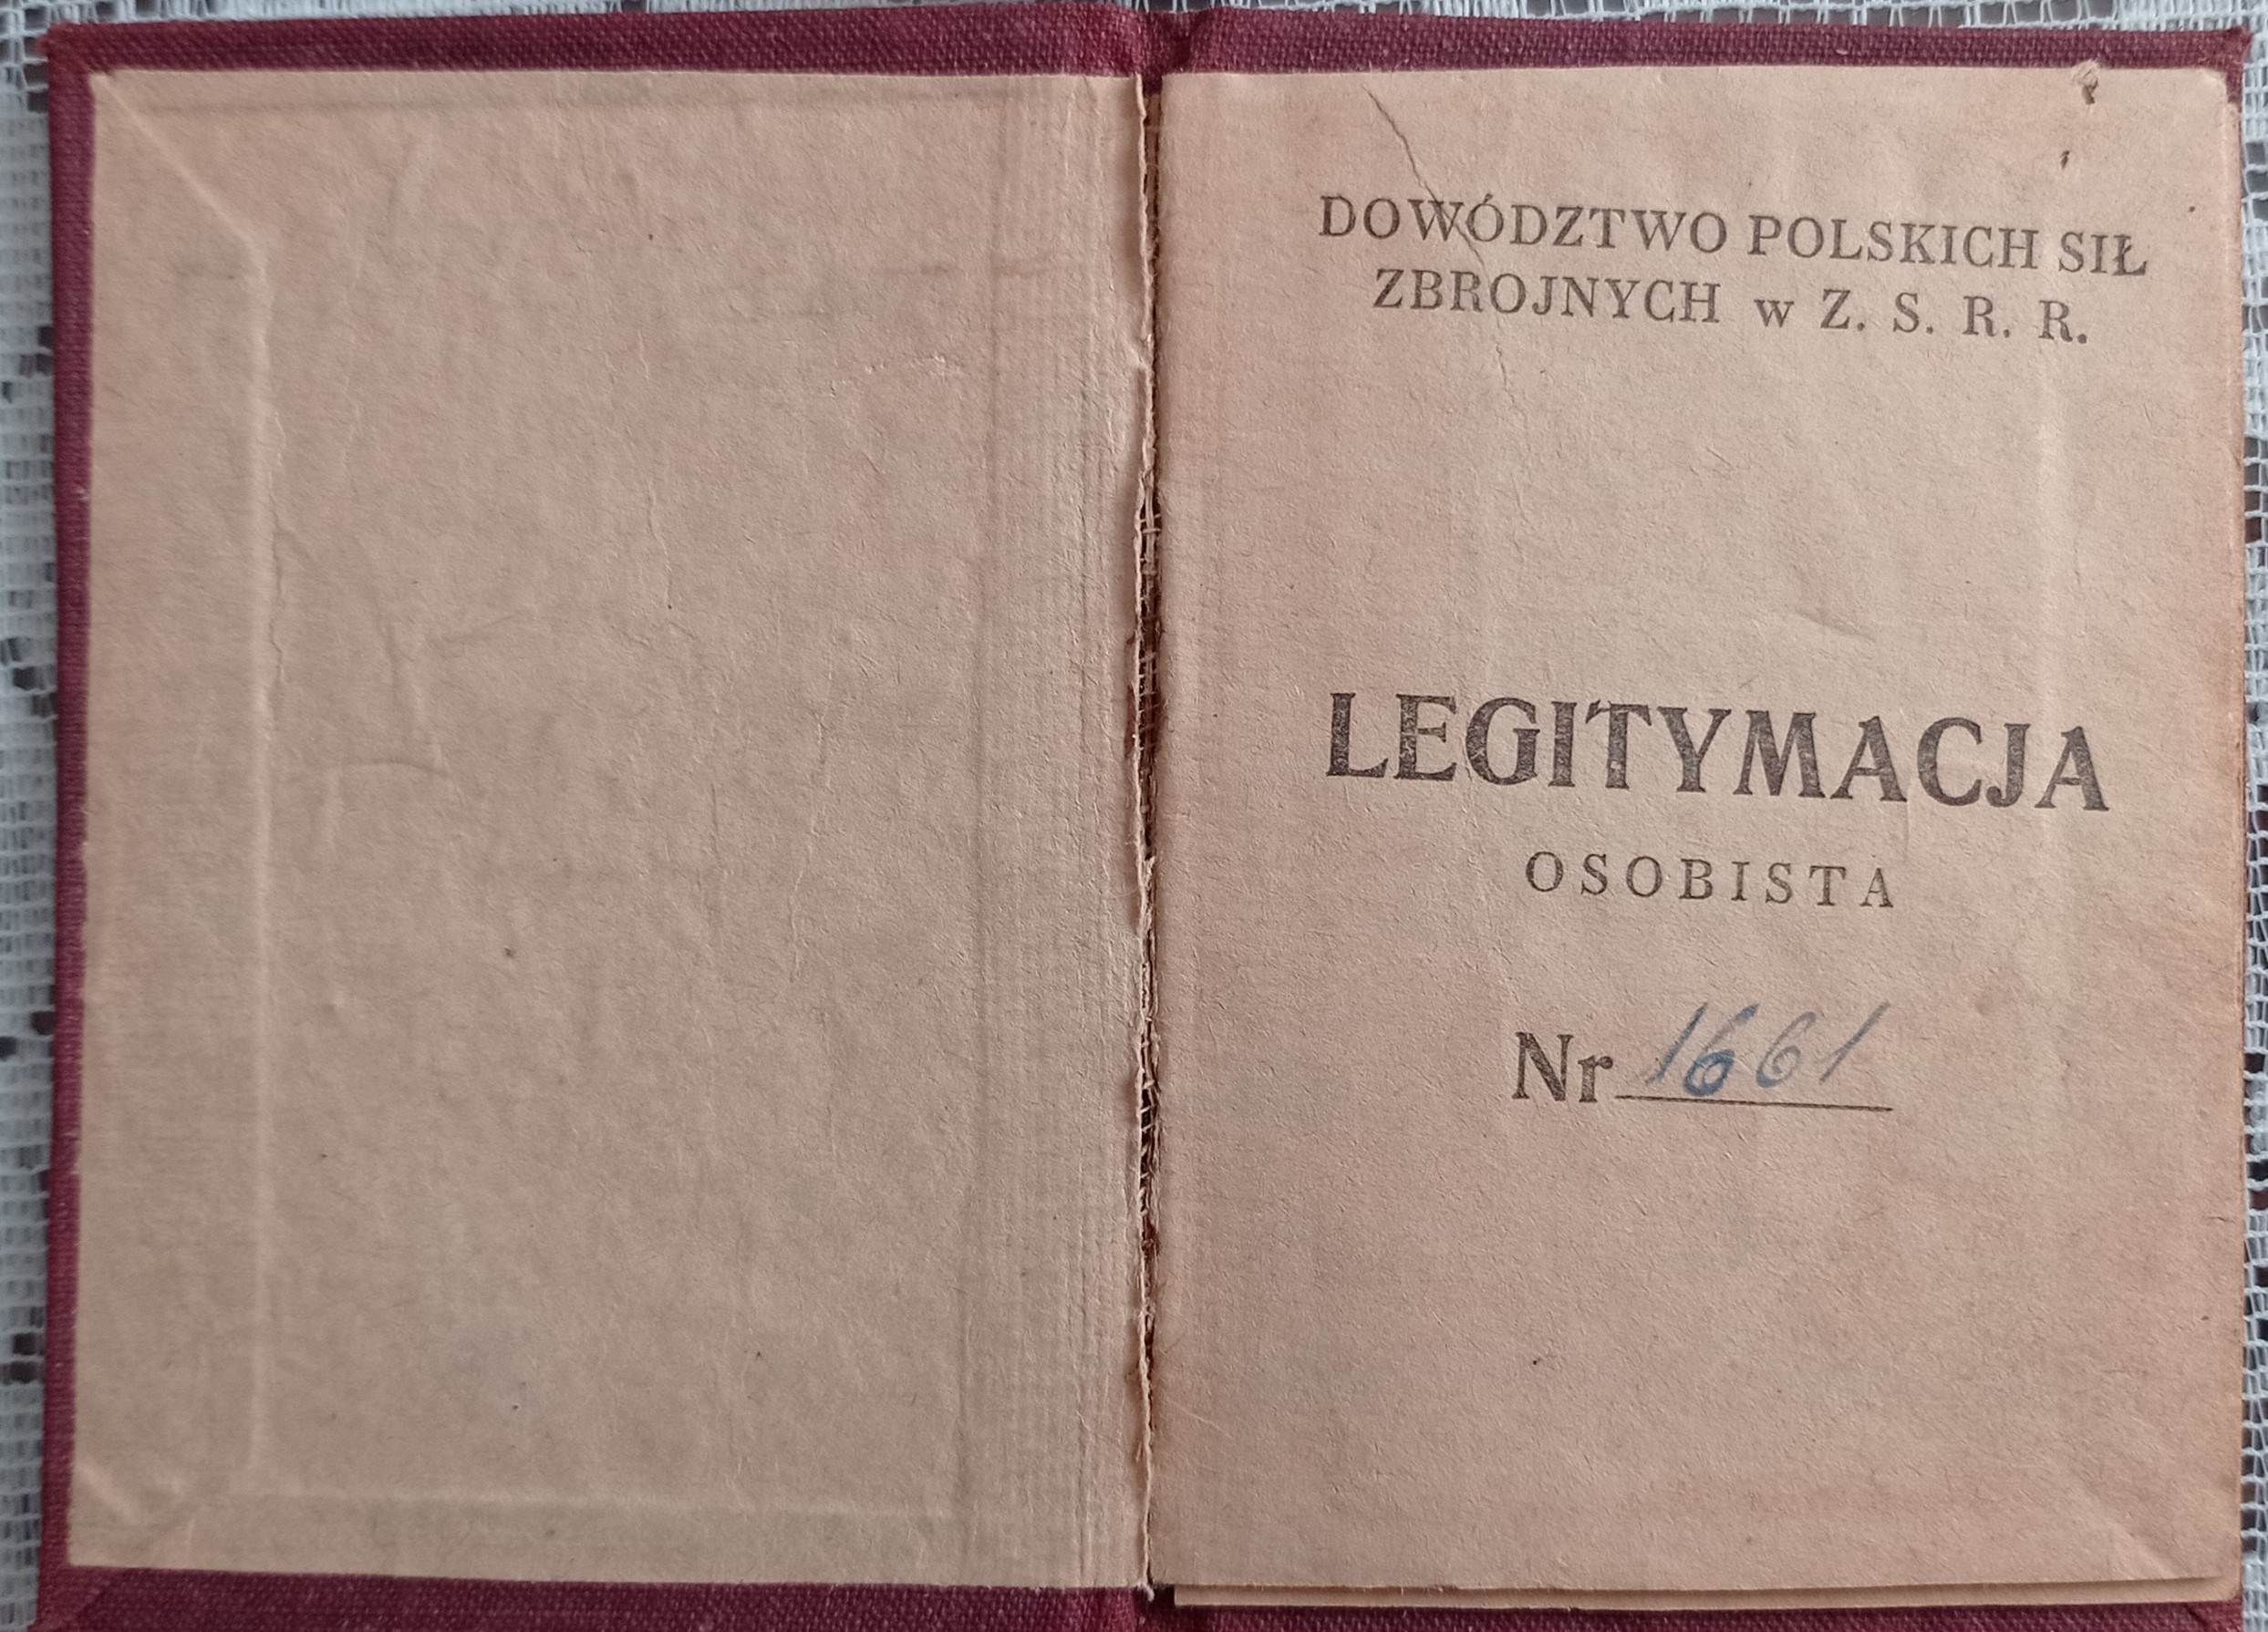 DOWÓDZTWO POLSKICH SIŁ
ZBROJNYCH w Z. S. R. R.
LEGITYMACJA
OSOBISTA
Nr 1661